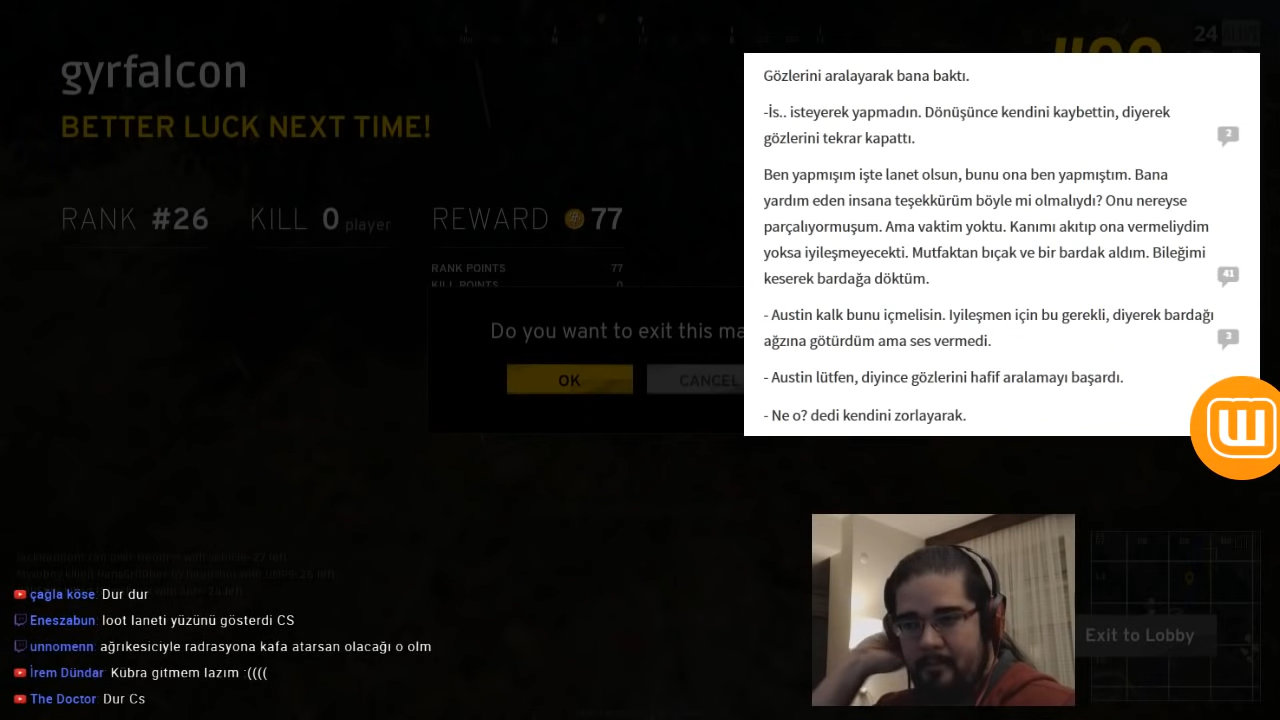 gyrfalcon
BETTER LUCK NEXT TIME!
RANK #26 KILL 0 player REWARD 77
RANK POINTS 77
KILL POINTS 0
24
Do you want to exit this ma
OK CANCEL
Gözlerini aralayarak bana baktı.
-İs.. isteyerek yapmadın. Dönüşünce kendini kaybettin, diyerek
gözlerini tekrar kapattı.
2
Ben yapmışım işte lanet olsun, bunu ona ben yapmıştım. Bana
yardım eden insana teşekkürüm böyle mi olmalıydı? Onu nereyse
parçalıyormuşum. Ama vaktim yoktu. Kanımı akıtıp ona vermeliydim
yoksa iyileşmeyecekti. Mutfaktan bıçak ve bir bardak aldım. Bileğimi
keserek bardağa döktüm.
41
- Austin kalk bunu içmelisin. Iyileşmen için bu gerekli, diyerek bardağı
ağzına götürdüm ama ses vermedi.
3
- Austin lütfen, diyince gözlerini hafif aralamayı başardı.
- Ne o? dedi kendini zorlayarak.
çağla köse: Dur dur
Eneszabun: loot laneti yüzünü gösterdi CS
unnomenn: ağrıkesiciyle radrasyona kafa atarsan olacağı o olm
İrem Dündar: Kübra gitmem lazım :((((
The Doctor: Dur Cs
Exit to Lobby